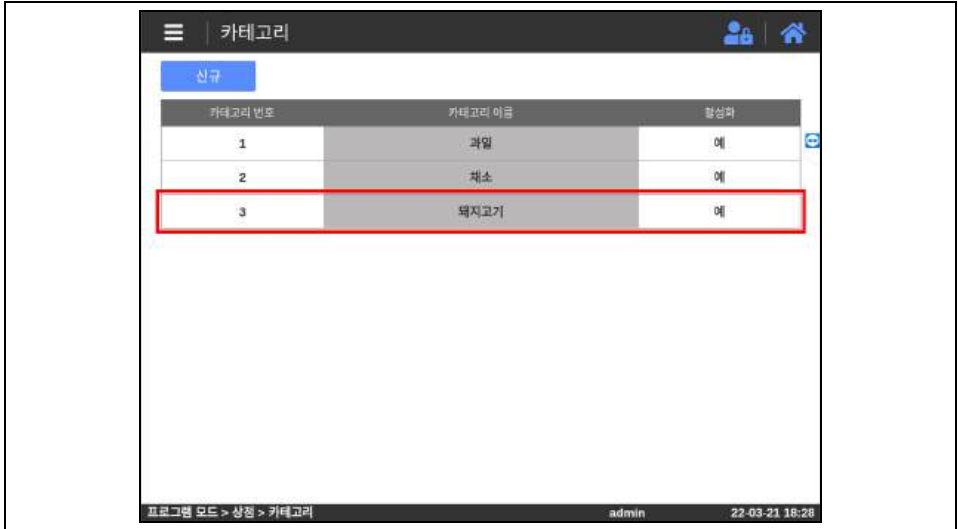 카테고리
신규
카테고리 번호 카테고리 이름 활성화
1 과일 예
2 채소 예
3 돼지고기 예
프로그램 모드 > 상점 > 카테고리 admin 22-03-21 18:28